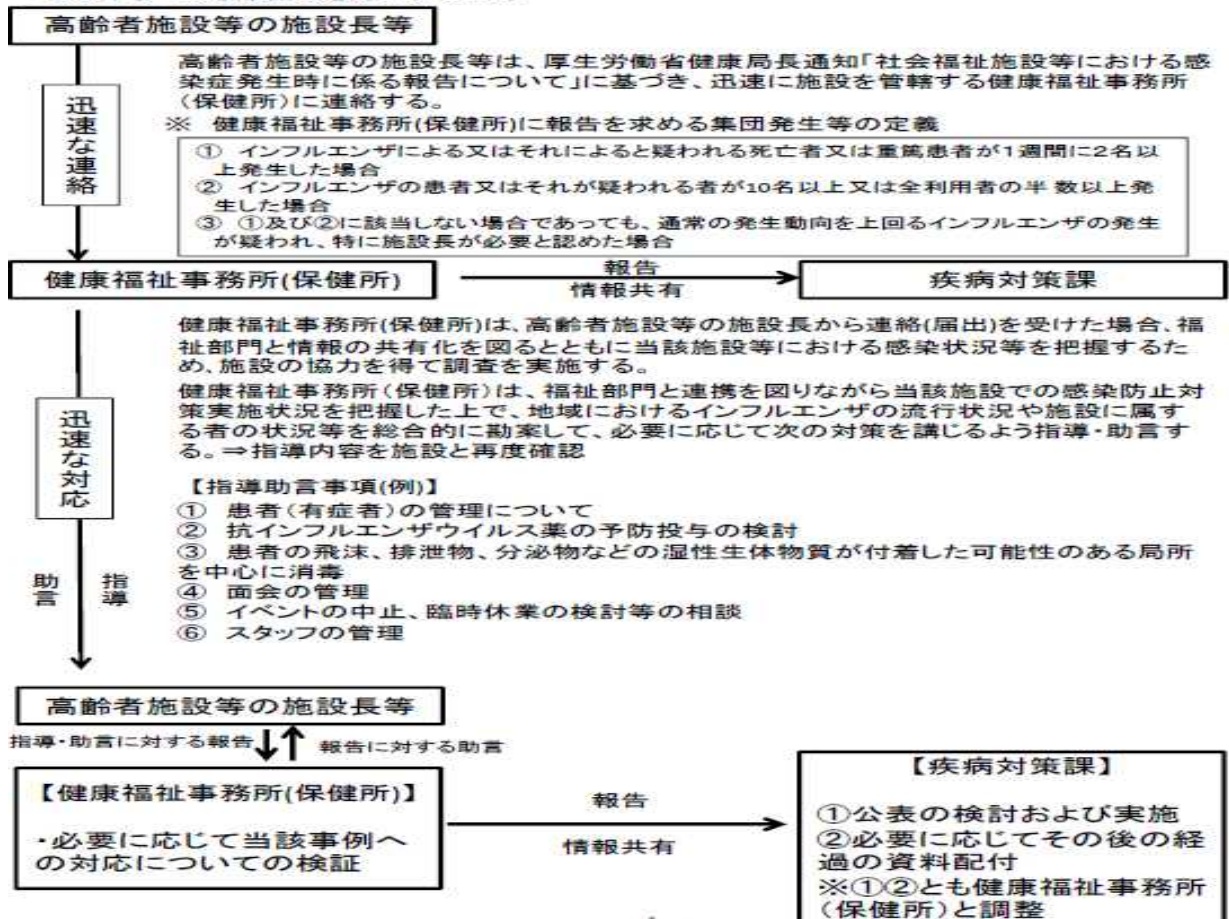 高齢者施設等の施設長等
迅速な連絡
高齢者施設等の施設長等は、厚生労働省健康局長通知「社会福祉施設等における感
染症発生時に係る報告について」に基づき、迅速に施設を管轄する健康福祉事務所
(保健所)に連絡する。
※ 健康福祉事務所(保健所)に報告を求める集団発生等の定義
① インフルエンザによる又はそれによると疑われる死亡者又は重篤患者が1週間に2名以
上発生した場合
② インフルエンザの患者又はそれが疑われる者が10名以上又は全利用者の半 数以上発
生した場合
③ ①及び②に該当しない場合であっても、通常の発生動向を上回るインフルエンザの発生
が疑われ、特に施設長が必要と認めた場合
健康福祉事務所(保健所)
報告
情報共有
疾病対策課
迅速な対応
助言
指導
健康福祉事務所(保健所)は、高齢者施設等の施設長から連絡(届出)を受けた場合、福
祉部門と情報の共有化を図るとともに当該施設等における感染状況等を把握するた
め、施設の協力を得て調査を実施する。
健康福祉事務所(保健所)は、福祉部門と連携を図りながら当該施設での感染防止対
策実施状況を把握した上で、地域におけるインフルエンザの流行状況や施設に属す
る者の状況等を総合的に勘案して、必要に応じて次の対策を講じるよう指導・助言す
る。⇒指導内容を施設と再度確認
【指導助言事項(例)】
① 患者(有症者)の管理について
② 抗インフルエンザウイルス薬の予防投与の検討
③ 患者の飛沫、排泄物、分泌物などの湿性生体物質が付着した可能性のある局所
を中心に消毒
④ 面会の管理
⑤ イベントの中止、臨時休業の検討等の相談
⑥ スタッフの管理
高齢者施設等の施設長等
指導・助言に対する報告
報告に対する助言
【健康福祉事務所(保健所)】
・必要に応じて当該事例へ
の対応についての検証
報告
情報共有
【疾病対策課】
①公表の検討および実施
②必要に応じてその後の経
過の資料配付
※①②とも健康福祉事務所
(保健所)と調整